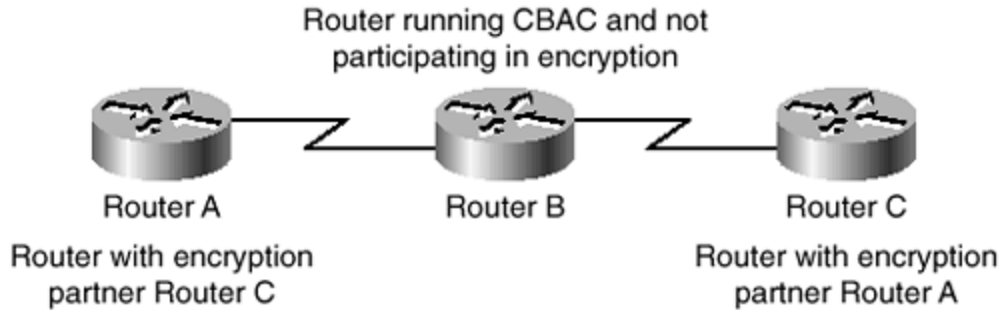 Router running CBAC and not
participating in encryption
Router A
Router B
Router C
Router with encryption
partner Router C
Router with encryption
partner Router A